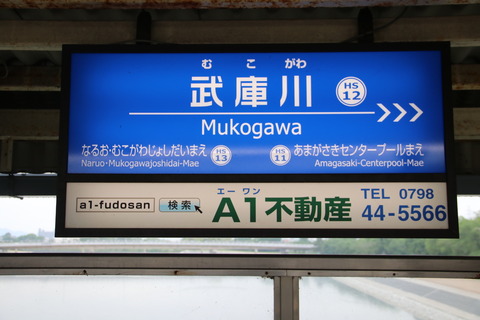 むこがわ
武庫川
HS
12
Mukogawa
>>>
なるお・むこがわじょしだいまえ
Naruo・Mukogawajoshidai-Mae
HS
13
HS
11
あまがさきセンタープールまえ
Amagasaki-Centerpool-Mae
a1-fudosan 検索
エー ワン
A1不動産
TEL 0798
44-5566